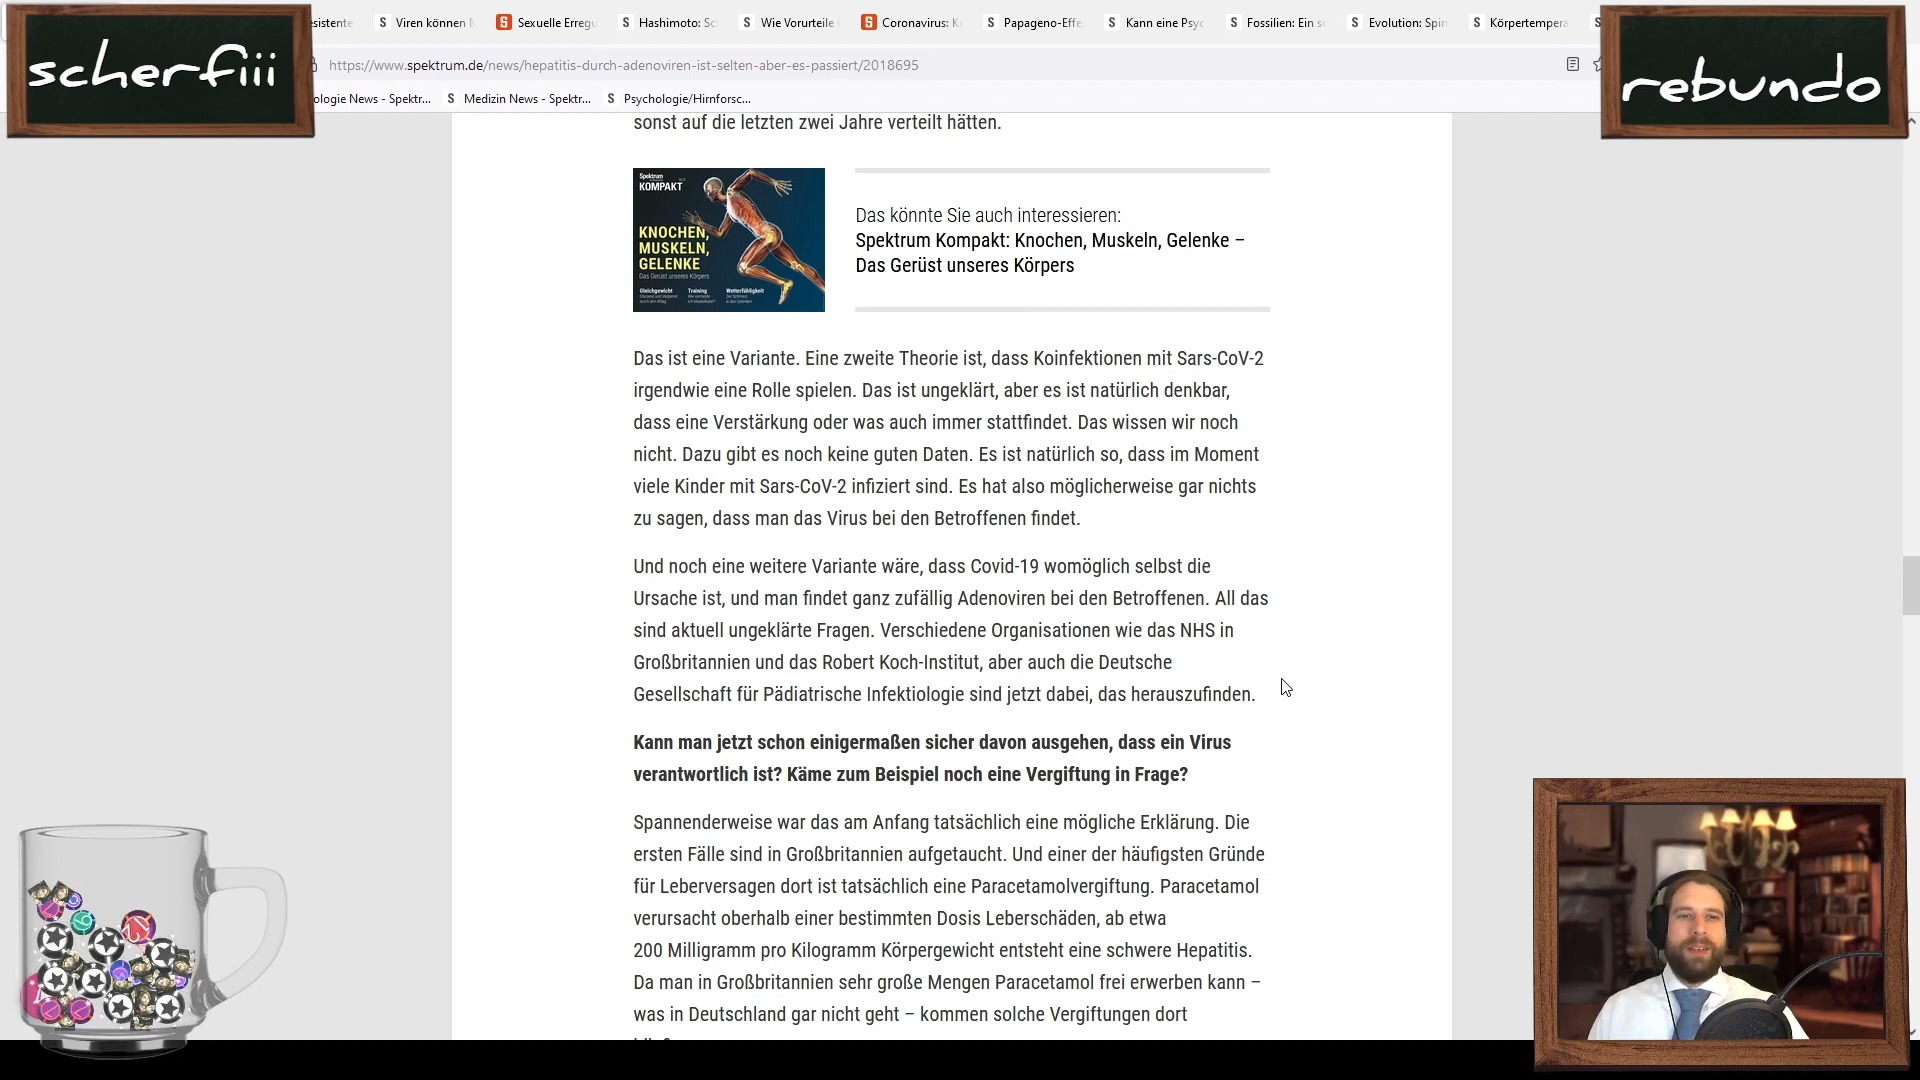 scherfiii
rebundo
esistente
Viren können
Sexuelle Erregu
Hashimoto: Sc
Wie Vorurteile
Coronavirus: K
Papageno-Effe
Kann eine Psyc
Fossilien: Ein s
Evolution: Spin
Körpertempera
https://www.spektrum.de/news/hepatitis-durch-adenoviren-ist-selten-aber-es-passiert/2018695
ologie News - Spektr...
Medizin News - Spektr...
Psychologie/Hirnforsc...
sonst auf die letzten zwei Jahre verteilt hätten.
Spektrum
KOMPAKT
KNOCHEN,
MUSKELN,
GELENKE
Das Gerüst unseres Körpers
Gleichgewicht
Training
Wetterfühligkeit
Das könnte Sie auch interessieren:
Spektrum Kompakt: Knochen, Muskeln, Gelenke –
Das Gerüst unseres Körpers
Das ist eine Variante. Eine zweite Theorie ist, dass Koinfektionen mit Sars-CoV-2
irgendwie eine Rolle spielen. Das ist ungeklärt, aber es ist natürlich denkbar,
dass eine Verstärkung oder was auch immer stattfindet. Das wissen wir noch
nicht. Dazu gibt es noch keine guten Daten. Es ist natürlich so, dass im Moment
viele Kinder mit Sars-CoV-2 infiziert sind. Es hat also möglicherweise gar nichts
zu sagen, dass man das Virus bei den Betroffenen findet.
Und noch eine weitere Variante wäre, dass Covid-19 womöglich selbst die
Ursache ist, und man findet ganz zufällig Adenoviren bei den Betroffenen. All das
sind aktuell ungeklärte Fragen. Verschiedene Organisationen wie das NHS in
Großbritannien und das Robert Koch-Institut, aber auch die Deutsche
Gesellschaft für Pädiatrische Infektiologie sind jetzt dabei, das herauszufinden.
Kann man jetzt schon einigermaßen sicher davon ausgehen, dass ein Virus
verantwortlich ist? Käme zum Beispiel noch eine Vergiftung in Frage?
Spannenderweise war das am Anfang tatsächlich eine mögliche Erklärung. Die
ersten Fälle sind in Großbritannien aufgetaucht. Und einer der häufigsten Gründe
für Leberversagen dort ist tatsächlich eine Paracetamolvergiftung. Paracetamol
verursacht oberhalb einer bestimmten Dosis Leberschäden, ab etwa
200 Milligramm pro Kilogramm Körpergewicht entsteht eine schwere Hepatitis.
Da man in Großbritannien sehr große Mengen Paracetamol frei erwerben kann –
was in Deutschland gar nicht geht – kommen solche Vergiftungen dort